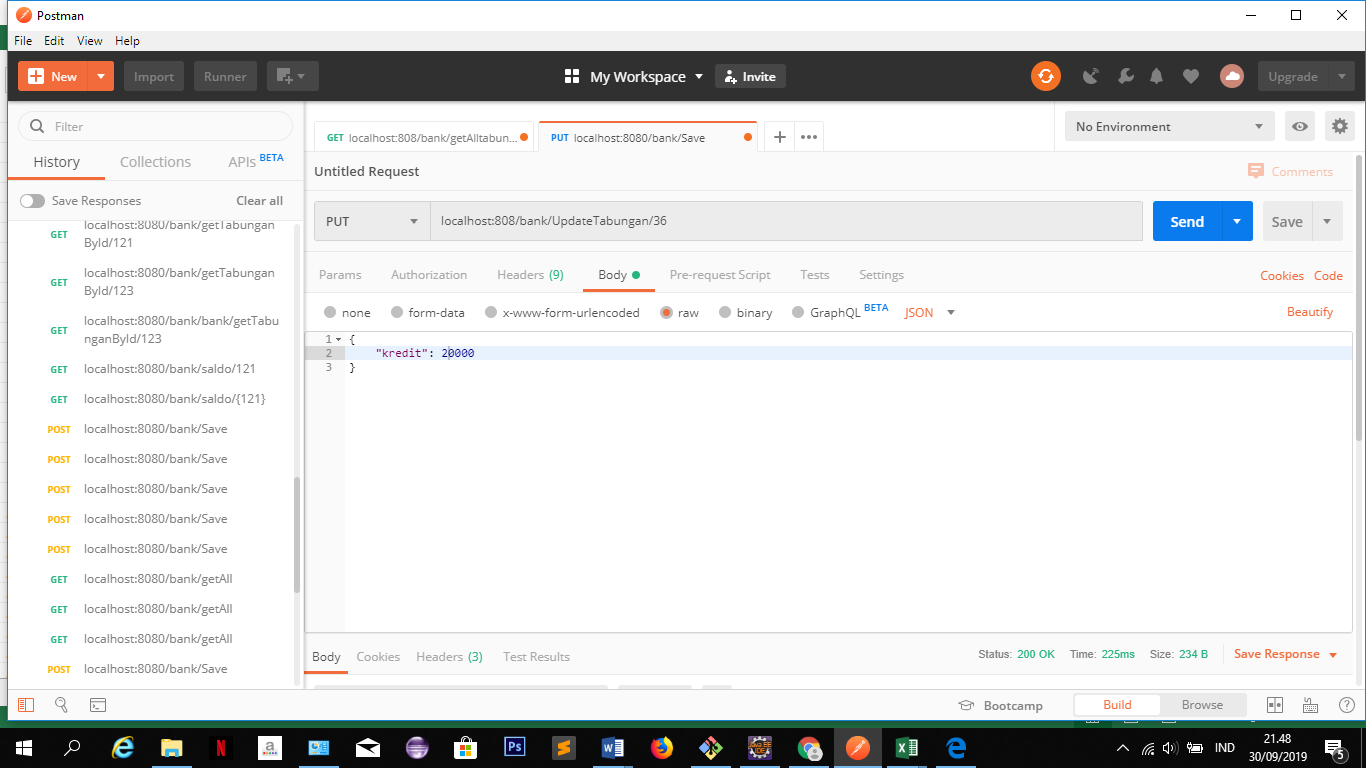 Postman
File Edit View Help
New Import Runner My Workspace Invite Upgrade
Filter
History Collections APIs BETA
Save Responses Clear all
GET localhost:8080/bank/getTabungan
ById/121
GET localhost:8080/bank/getTabungan
ById/123
GET localhost:8080/bank/bank/getTabu
nganById/123
GET localhost:8080/bank/saldo/121
GET localhost:8080/bank/saldo/{121}
POST localhost:8080/bank/Save
POST localhost:8080/bank/Save
POST localhost:8080/bank/Save
POST localhost:8080/bank/Save
POST localhost:8080/bank/Save
GET localhost:8080/bank/getAll
GET localhost:8080/bank/getAll
GET localhost:8080/bank/getAll
POST localhost:8080/bank/Save
GET localhost:808/bank/getAlltabun... PUT localhost:8080/bank/Save
No Environment
Untitled Request Comments
PUT localhost:808/bank/UpdateTabungan/36 Send Save
Params Authorization Headers (9) Body Pre-request Script Tests Settings Cookies Code
none form-data x-www-form-urlencoded raw binary GraphQL BETA JSON Beautify
1 {
2 "kredit": 20000
3 }
Body Cookies Headers (3) Test Results Status: 200 OK Time: 225ms Size: 234 B Save Response
Bootcamp Build Browse
a
Ps
IND
21.48
30/09/2019
5